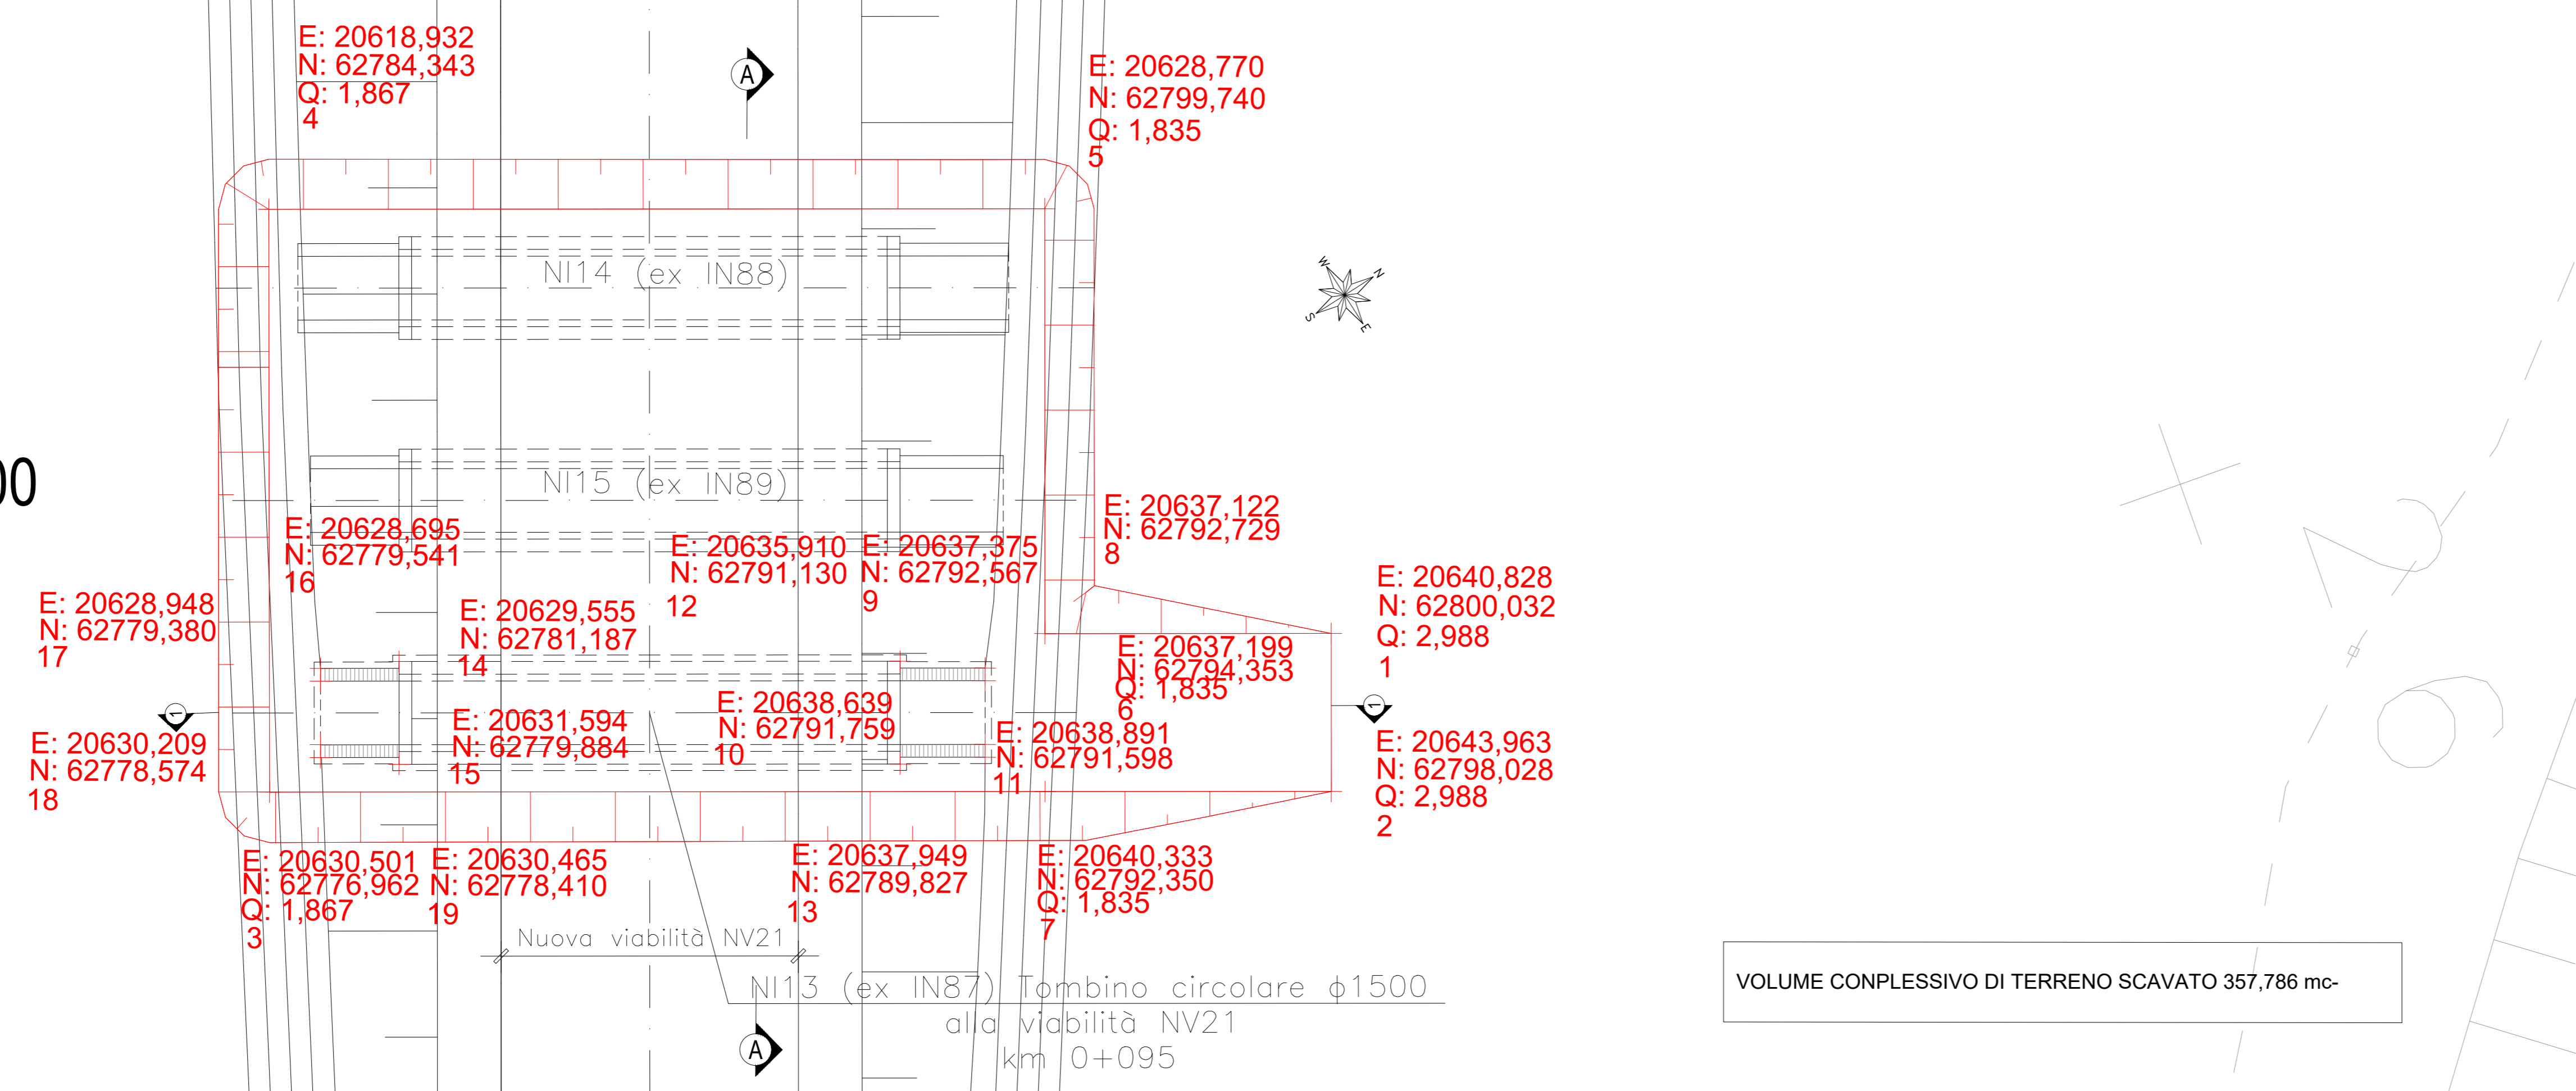 E: 20618,932
N: 62784,343
Q: 1,867
4
A
E: 20628,770
N: 62799,740
Q: 1,835
5
NI14 (ex IN88)
W
N
S
E
00
NI15 (ex IN89)
E: 20628,695
N: 62779,541
16
E: 20635,910
N: 62791,130
12
E: 20637,375
N: 62792,567
9
E: 20637,122
N: 62792,729
8
E: 20628,948
N: 62779,380
17
E: 20629,555
N: 62781,187
14
E: 20640,828
N: 62800,032
Q: 2,988
1
E: 20637,199
N: 62794,353
Q: 1,835
6
1
1
E: 20630,209
N: 62778,574
18
E: 20631,594
N: 62779,884
15
E: 20638,639
N: 62791,759
10
E: 20638,891
N: 62791,598
11
E: 20643,963
N: 62798,028
Q: 2,988
2
E: 20630,501
N: 62776,962
Q: 1,867
3
E: 20630,465
N: 62778,410
19
E: 20637,949
N: 62789,827
13
E: 20640,333
N: 62792,350
Q: 1,835
7
Nuova viabilità NV21
NI13 (ex IN87) Tombino circolare ϕ1500
alla viabilità NV21
km 0+095
A
VOLUME CONPLESSIVO DI TERRENO SCAVATO 357,786 mc-